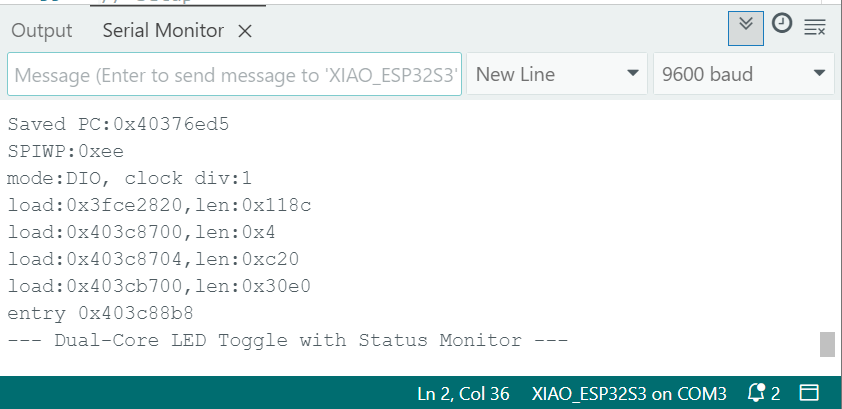 Output Serial Monitor
Message (Enter to send message to 'XIAO_ESP32S3' New Line 9600 baud
Saved PC:0x40376ed5
SPIWP:0xee
mode:DIO, clock div:1
load:0x3fce2820,len:0x118c
load:0x403c8700,len:0x4
load:0x403c8704,len:0xc20
load:0x403cb700,len:0x30e0
entry 0x403c88b8
--- Dual-Core LED Toggle with Status Monitor ---
Ln 2, Col 36 XIAO_ESP32S3 on COM3 2